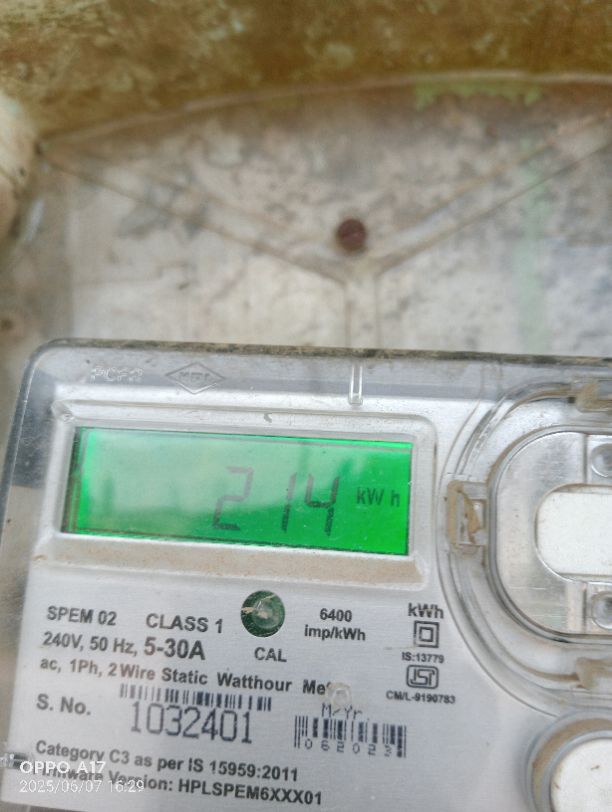 214 kWh
SPEM 02 CLASS 1 6400 imp/kWh kWh
240V, 50 Hz, 5-30A CAL IS:13779
ac, 1Ph, 2 Wire Static Watthour
CM/L-9190783
S. No. 1032401 M/Yr.
Category C3 as per IS 15959:2011
Version: HPLSPEM6XXX01
OPPO A17
2025/06/07 16:29